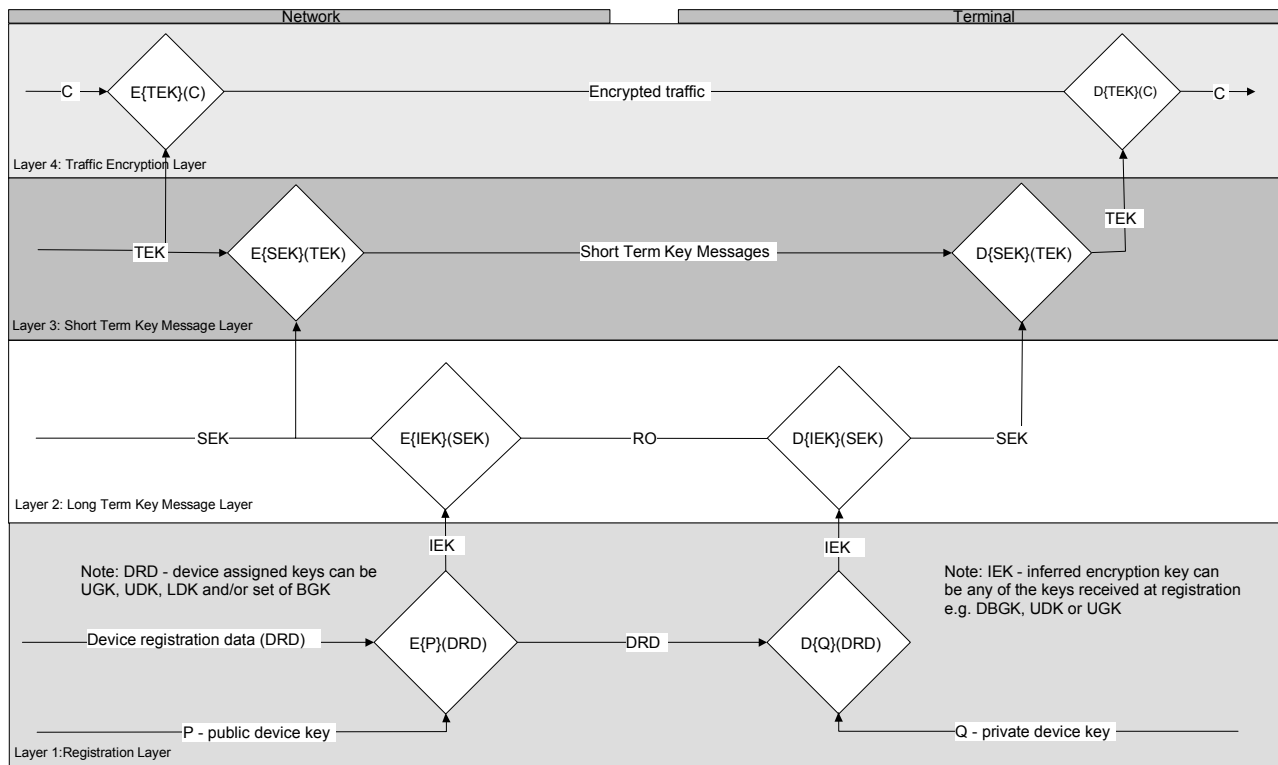 Network
Terminal
C
E{TEK}(C)
Encrypted traffic
D{TEK}(C)
C
Layer 4: Traffic Encryption Layer
TEK
E{SEK}(TEK)
Short Term Key Messages
D{SEK}(TEK)
TEK
Layer 3: Short Term Key Message Layer
SEK
E{IEK}(SEK)
RO
D{IEK}(SEK)
SEK
Layer 2: Long Term Key Message Layer
IEK
IEK
Note: DRD - device assigned keys can be
UGK, UDK, LDK and/or set of BGK
Note: IEK - inferred encryption key can
be any of the keys received at registration
e.g. DBGK, UDK or UGK
Device registration data (DRD)
E{P}(DRD)
DRD
D{Q}(DRD)
P - public device key
Q - private device key
Layer 1:Registration Layer